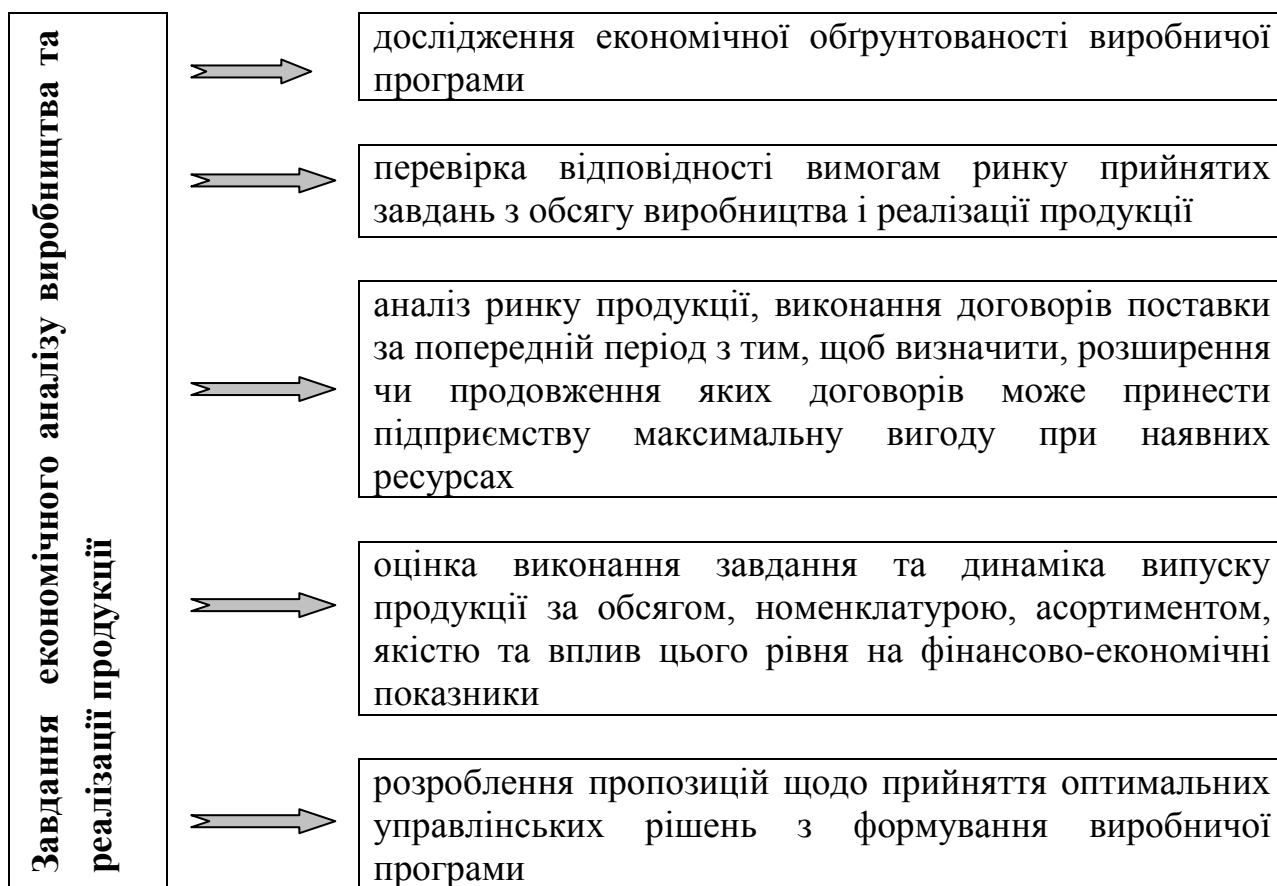 Завдання економічного аналізу виробництва та
реалізації продукції
дослідження економічної обґрунтованості виробничої
програми
перевірка відповідності вимогам ринку прийнятих
завдань з обсягу виробництва і реалізації продукції
аналіз ринку продукції, виконання договорів поставки
за попередній період з тим, щоб визначити, розширення
чи продовження яких договорів може принести
підприємству максимальну вигоду при наявних
ресурсах
оцінка виконання завдання та динаміка випуску
продукції за обсягом, номенклатурою, асортиментом,
якістю та вплив цього рівня на фінансово-економічні
показники
розроблення пропозицій щодо прийняття оптимальних
управлінських рішень з формування виробничої
програми